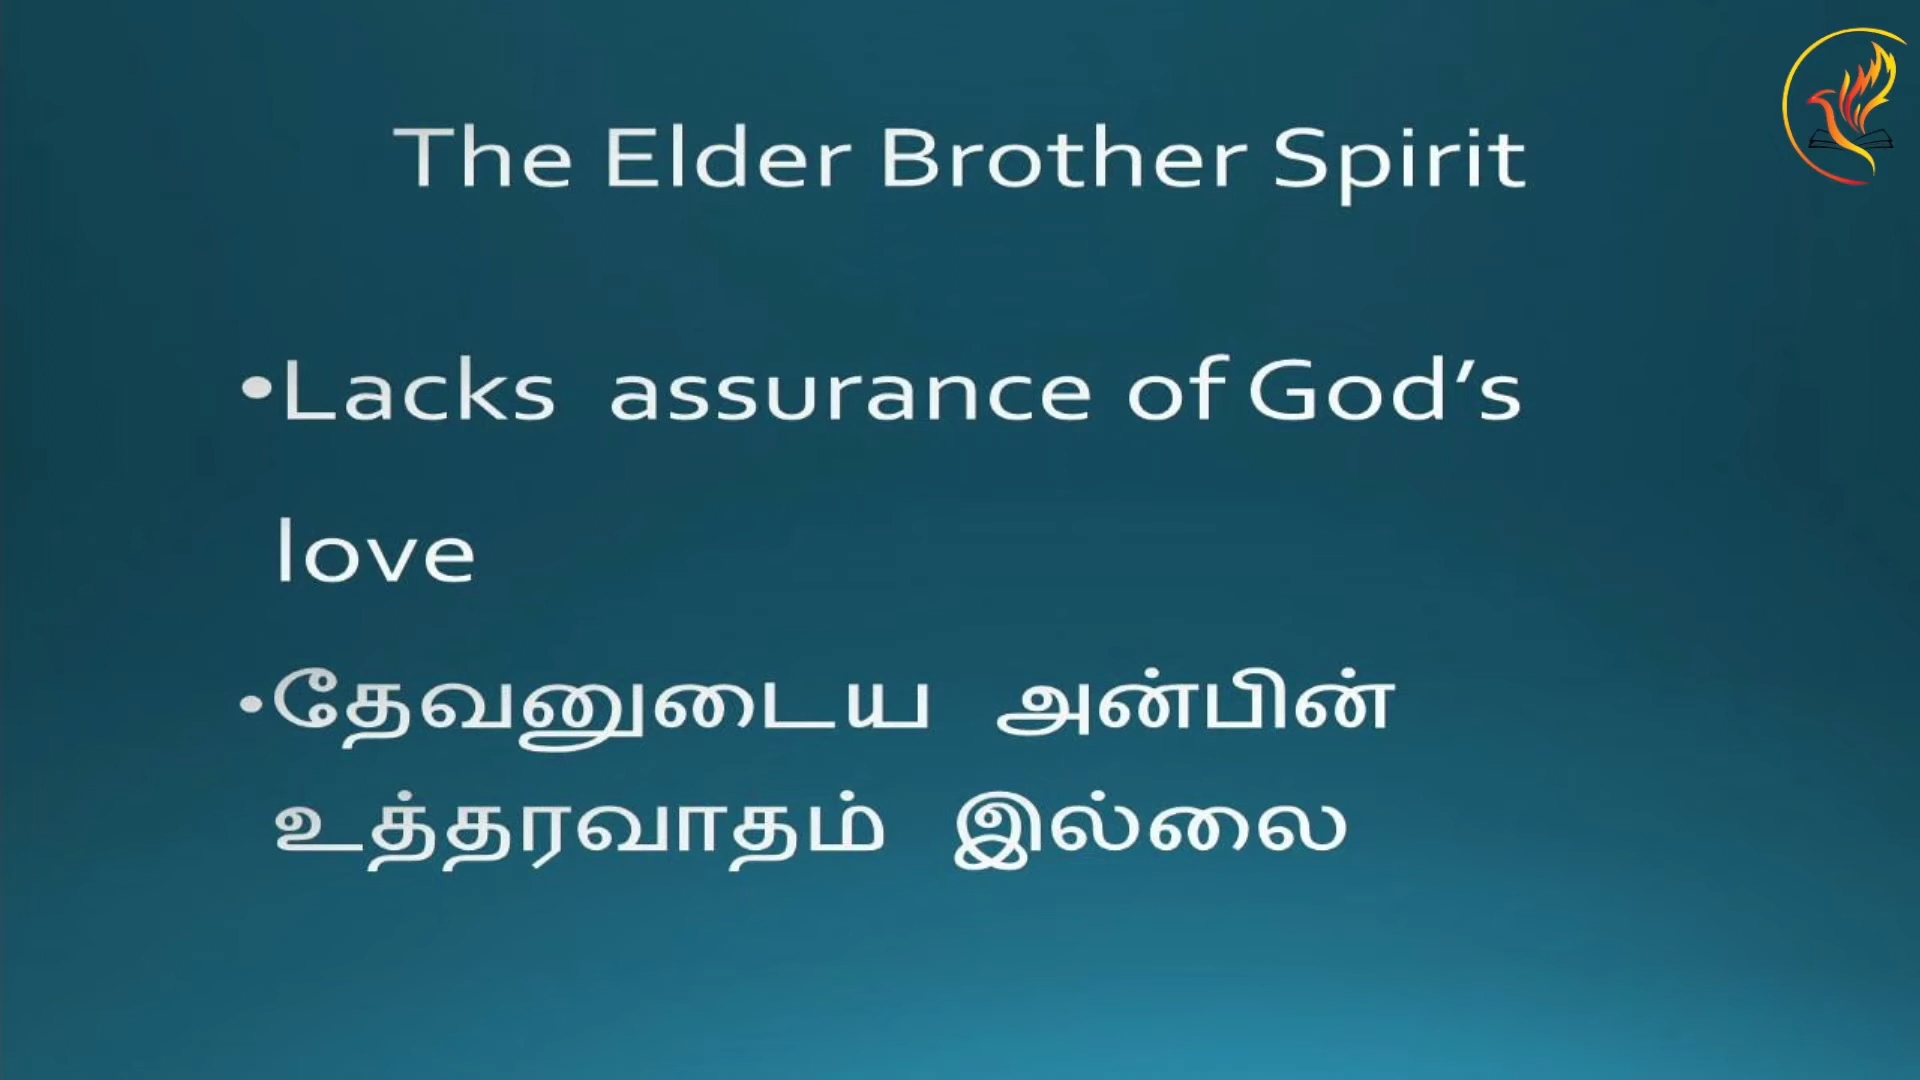 The Elder Brother Spirit
•Lacks assurance of God’s
love
•தேவனுடைய அன்பின்
உத்தரவாதம் இல்லை